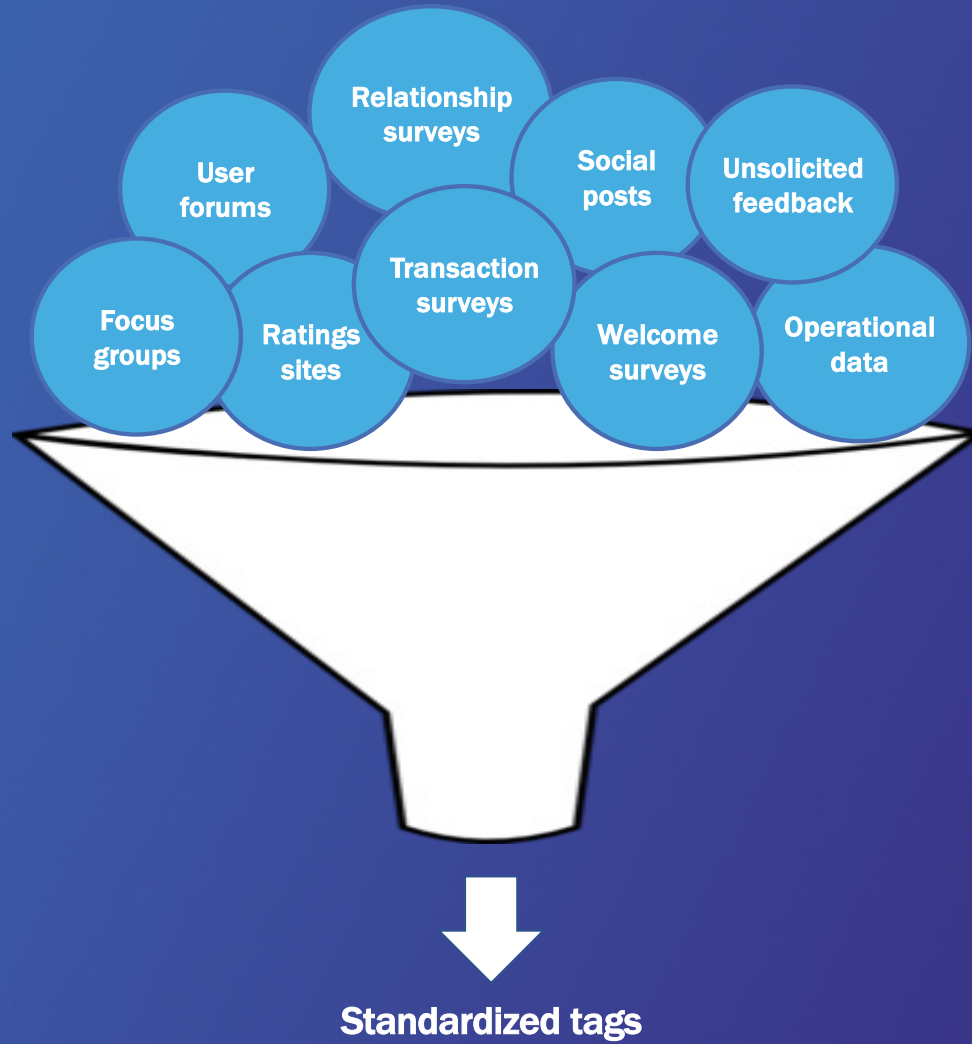 Relationship
surveys
User
forums
Social
posts
Unsolicited
feedback
Transaction
surveys
Focus
groups
Ratings
sites
Welcome
surveys
Operational
data
Standardized tags